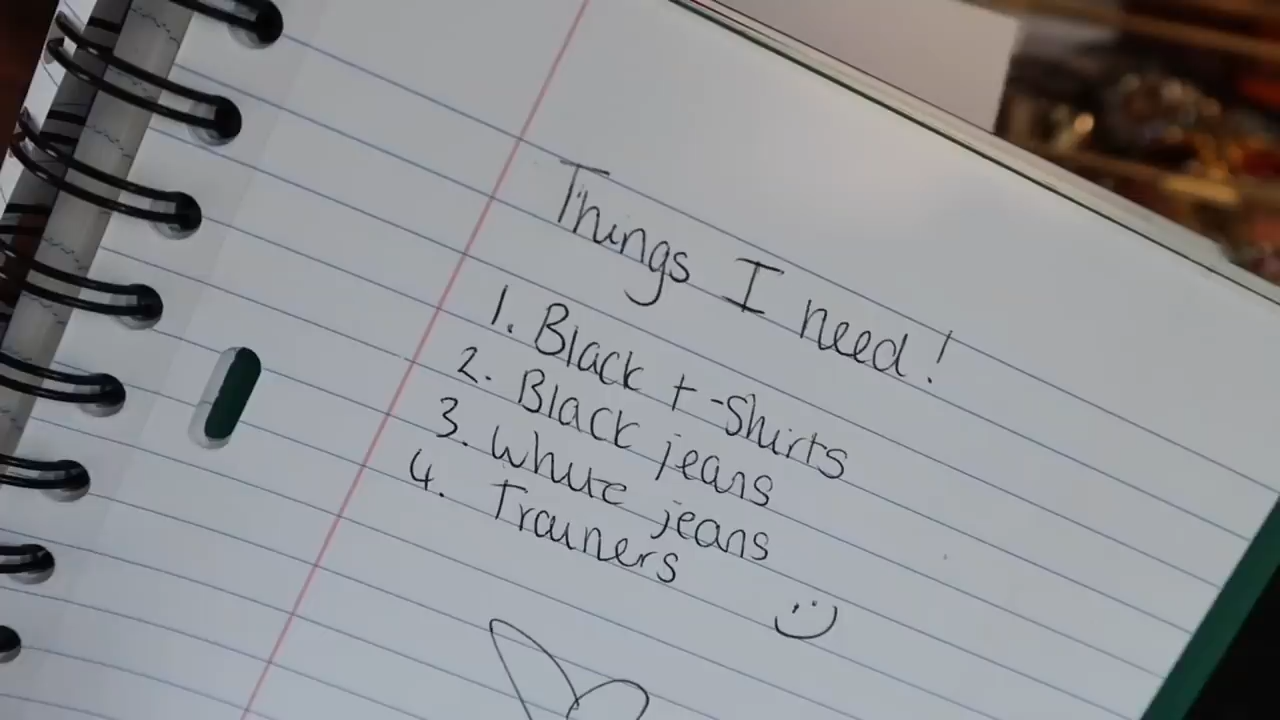 Things I need!
1. Black t-shirts
2. Black jeans
3. White jeans
4. Trainers